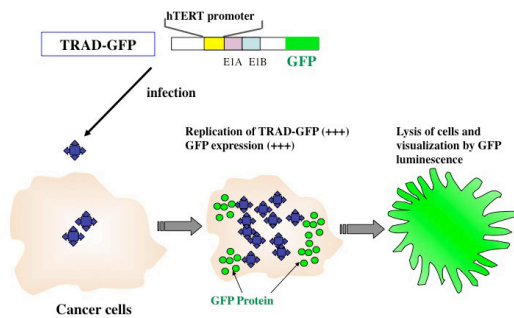 hTERT promoter
TRAD-GFP
E1A E1B GFP
infection
Replication of TRAD-GFP (+++)
GFP expression (+++)
Lysis of cells and
visualization by GFP
luminescence
GFP Protein
Cancer cells